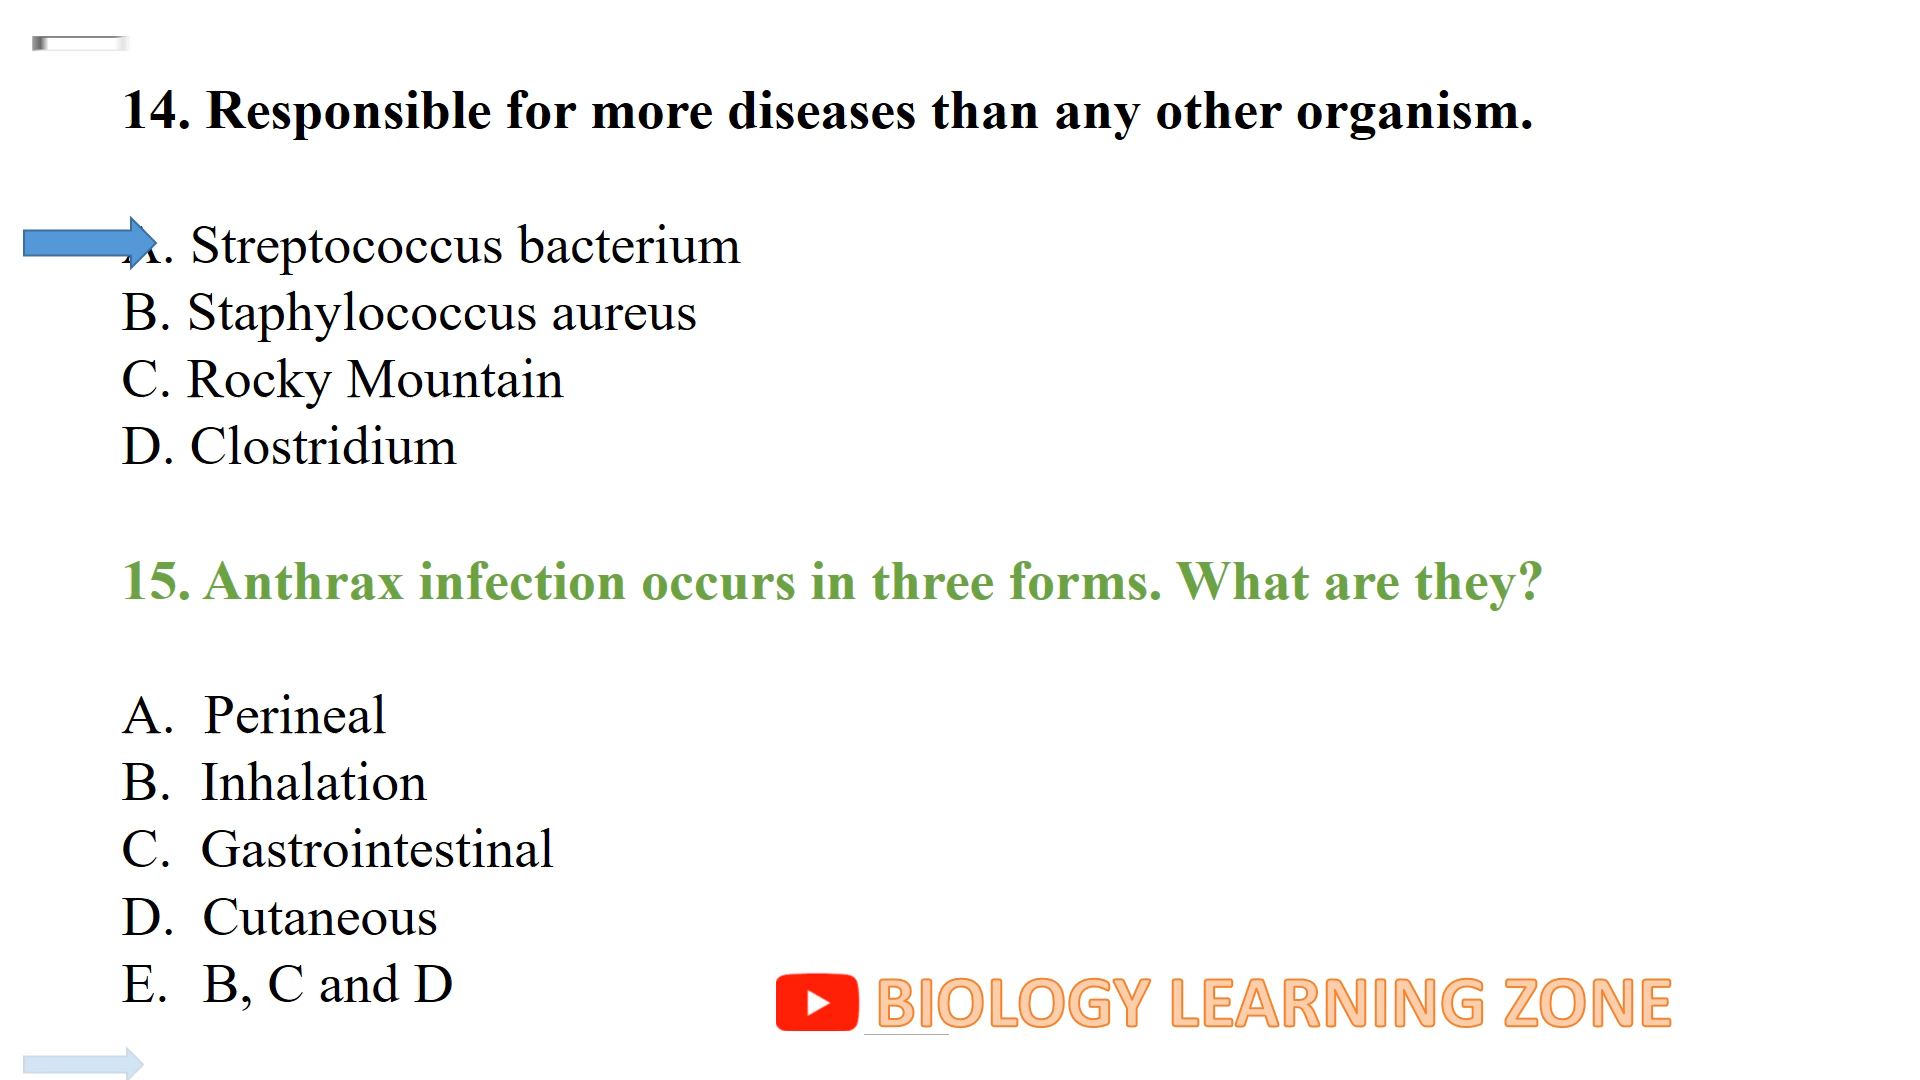 14. Responsible for more diseases than any other organism.
A. Streptococcus bacterium
B. Staphylococcus aureus
C. Rocky Mountain
D. Clostridium
15. Anthrax infection occurs in three forms. What are they?
A. Perineal
B. Inhalation
C. Gastrointestinal
D. Cutaneous
E. B, C and D
BIOLOGY LEARNING ZONE